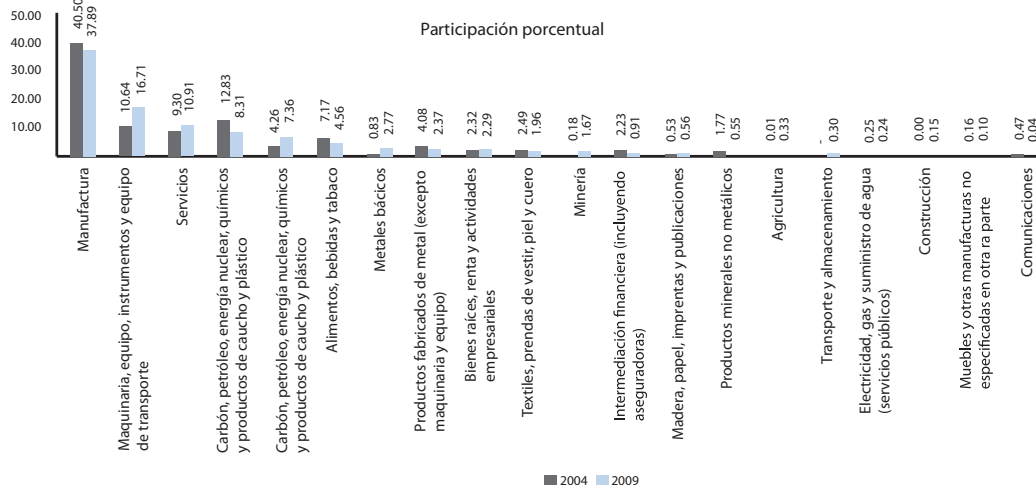 Participación porcentual
50.00
40.00
30.00
20.00
10.00
40.50
37.89
10.64
16.71
9.30
10.91
12.83
8.31
4.26
7.36
7.17
4.56
0.83
2.77
4.08
2.37
2.32
2.29
2.49
1.96
0.18
1.67
2.23
0.91
0.53
0.56
1.77
0.55
0.01
0.33
-
0.30
0.25
0.24
0.00
0.15
0.16
0.10
0.47
0.04
Manufactura
Maquinaria, equipo, instrumentos y equipo
de transporte
Servicios
Carbón, petróleo, energía nuclear, químicos
y productos de caucho y plástico
Carbón, petróleo, energía nuclear, químicos
y productos de caucho y plástico
Alimentos, bebidas y tabaco
Metales básicos
Productos fabricados de metal (excepto
maquinaria y equipo)
Bienes raíces, renta y actividades
empresariales
Textiles, prendas de vestir, piel y cuero
Minería
Intermediación financiera (incluyendo
aseguradoras)
Madera, papel, imprentas y publicaciones
Productos minerales no metálicos
Agricultura
Transporte y almacenamiento
Electricidad, gas y suministro de agua
(servicios públicos)
Construcción
Muebles y otras manufacturas no
especificadas en otra ra parte
Comunicaciones
2004
2009